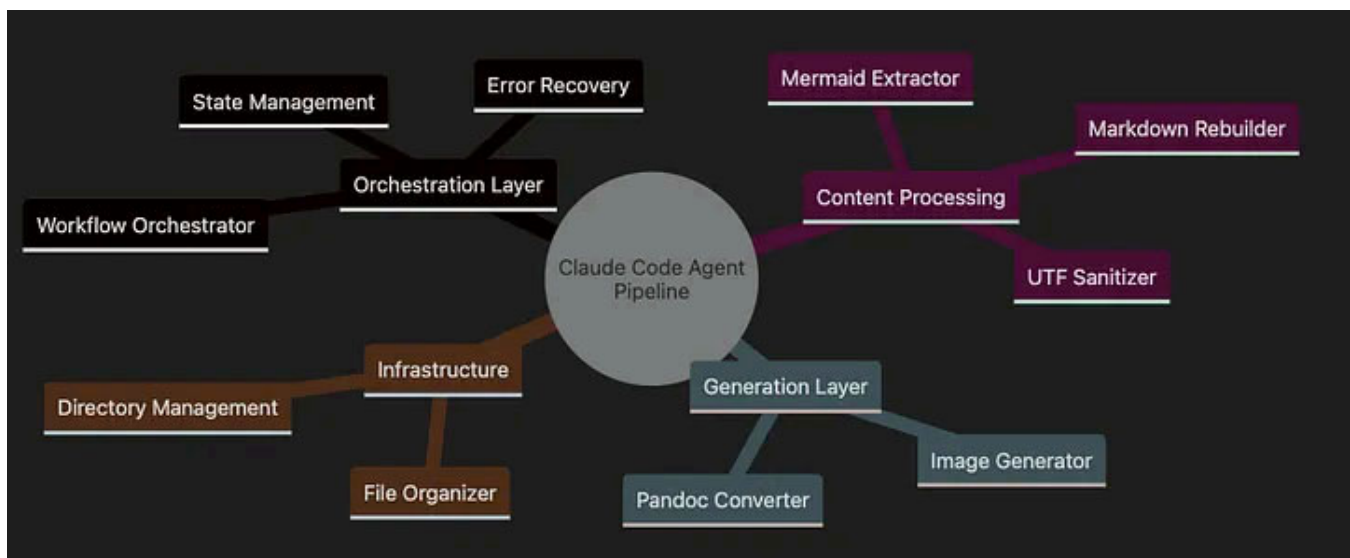 Mermaid Extractor
Error Recovery
State Management
Markdown Rebuilder
Orchestration Layer
Content Processing
Workflow Orchestrator
Claude Code Agent
Pipeline
UTF Sanitizer
Infrastructure
Generation Layer
Directory Management
Image Generator
File Organizer
Pandoc Converter